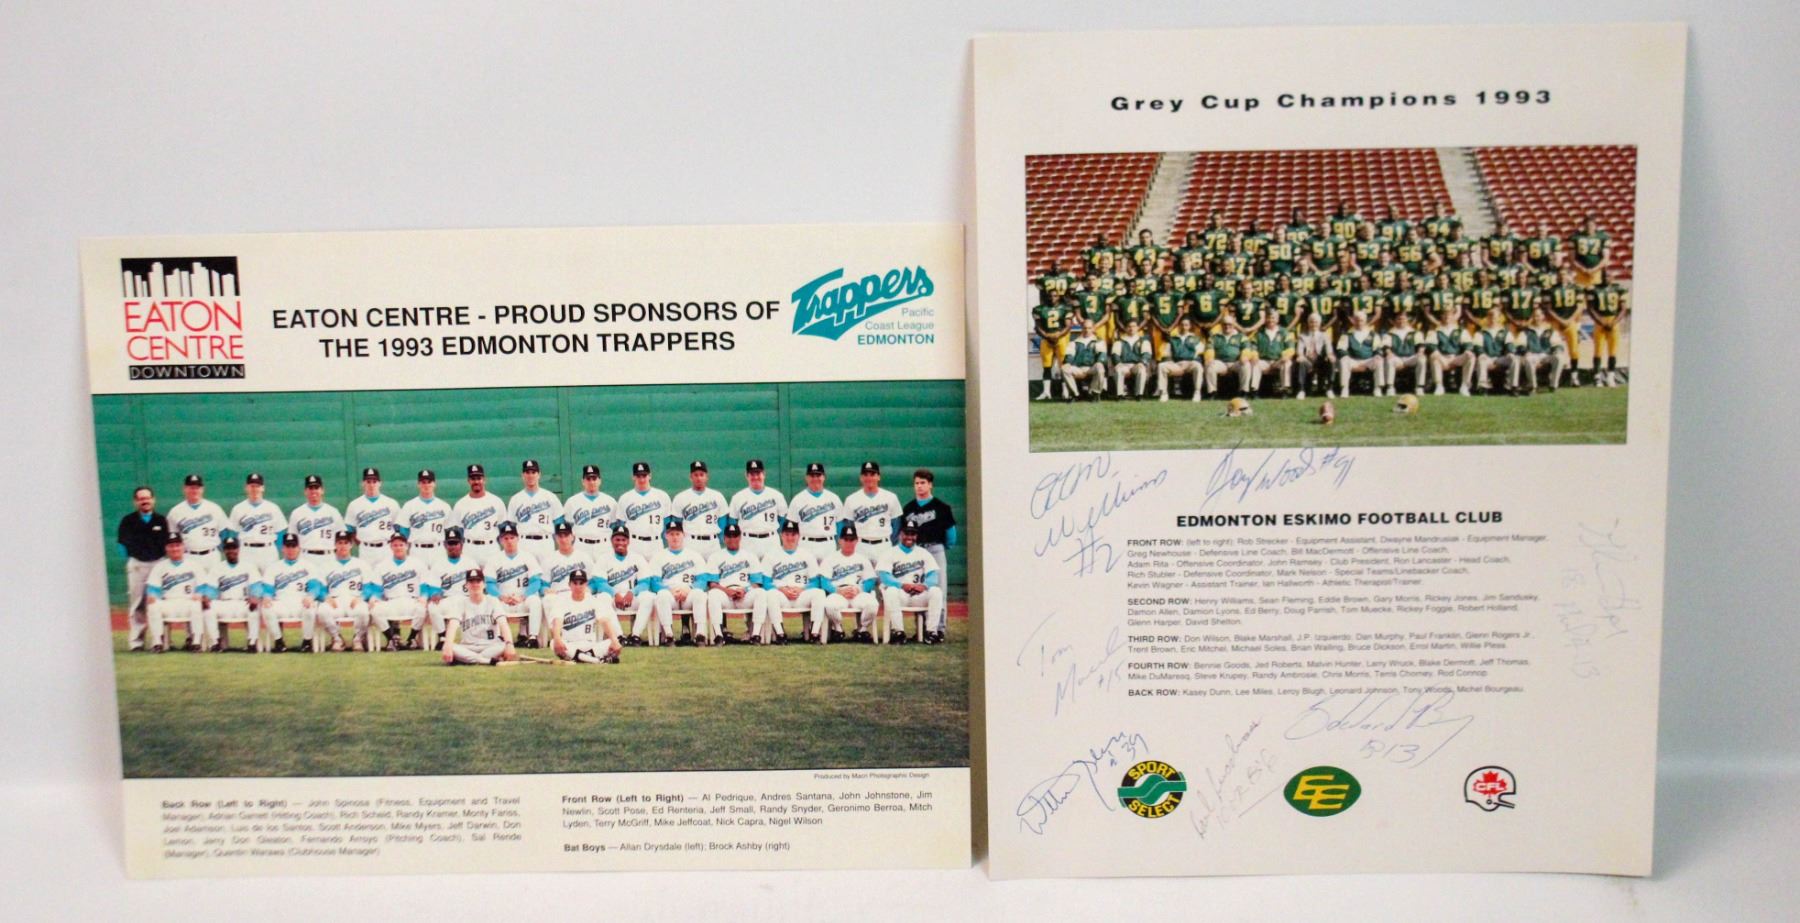 EATON
CENTRE
DOWNTOWN
EATON CENTRE - PROUD SPONSORS OF
THE 1993 EDMONTON TRAPPERS
Trappers
Pacific
Coast League
EDMONTON
Produced by Macri Photographic Design
Back Row (Left to Right) — John Spinosa (Fitness, Equipment and Travel
Manager), Adrian Garrett (Hitting Coach), Rich Scheid, Randy Kramer, Monty Fariss,
Joel Adamson, Luis de los Santos, Scott Anderson, Mike Myers, Jeff Darwin, Don
Lemon, Jerry Don Gleaton, Fernando Arroyo (Pitching Coach), Sal Rende
(Manager), Quentin (Clubhouse Manager)
Front Row (Left to Right) — Al Pedrique, Andres Santana, John Johnstone, Jim
Newlin, Scott Pose, Ed Renteria, Jeff Small, Randy Snyder, Geronimo Berroa, Mitch
Lyden, Terry McGriff, Mike Jeffcoat, Nick Capra, Nigel Wilson
Bat Boys — Allan Drysdale (left); Brock Ashby (right)
Grey Cup Champions 1993
Williams
#2
Woods #91
EDMONTON ESKIMO FOOTBALL CLUB
FRONT ROW: (left to right); Rob Strecker - Equipment Assistant, Dwayne Mandrusiak - Equipment Manager,
Greg Newhouse - Defensive Line Coach, Bill MacDermott - Offensive Line Coach,
Adam Rita - Offensive Coordinator, John Ramsey - Club President, Ron Lancaster - Head Coach,
Rich Stubler - Defensive Coordinator, Mark Nelson - Special Teams/Linebacker Coach,
Kevin Wagner - Assistant Trainer, Ian Hallworth - Athletic Therapist/Trainer.
SECOND ROW: Henry Williams, Sean Fleming, Eddie Brown, Gary Morris, Rickey Jones, Jim Sandusky,
Damon Allen, Damion Lyons, Ed Berry, Doug Parrish, Tom Muecke, Rickey Foggie, Robert Holland,
Glenn Harper, David Shelton.
THIRD ROW: Don Wilson, Blake Marshall, J.P. Izquierdo, Dan Murphy, Paul Franklin, Glenn Rogers Jr.,
Trent Brown, Eric Mitchel, Michael Soles, Brian Walling, Bruce Dickson, Errol Martin, Willie Pless.
FOURTH ROW: Bennie Goods, Jed Roberts, Malvin Hunter, Larry Wruck, Blake Dermott, Jeff Thomas,
Mike DuMaresq, Steve Krupey, Randy Ambrosie, Chris Morris, Terris Chorney, Rod Connop
BACK ROW: Kasey Dunn, Lee Miles, Leroy Blugh, Leonard Johnson, Tony Woods, Michel Bourgeau
Tom
#15
SPORT
SELECT
EE
CFL